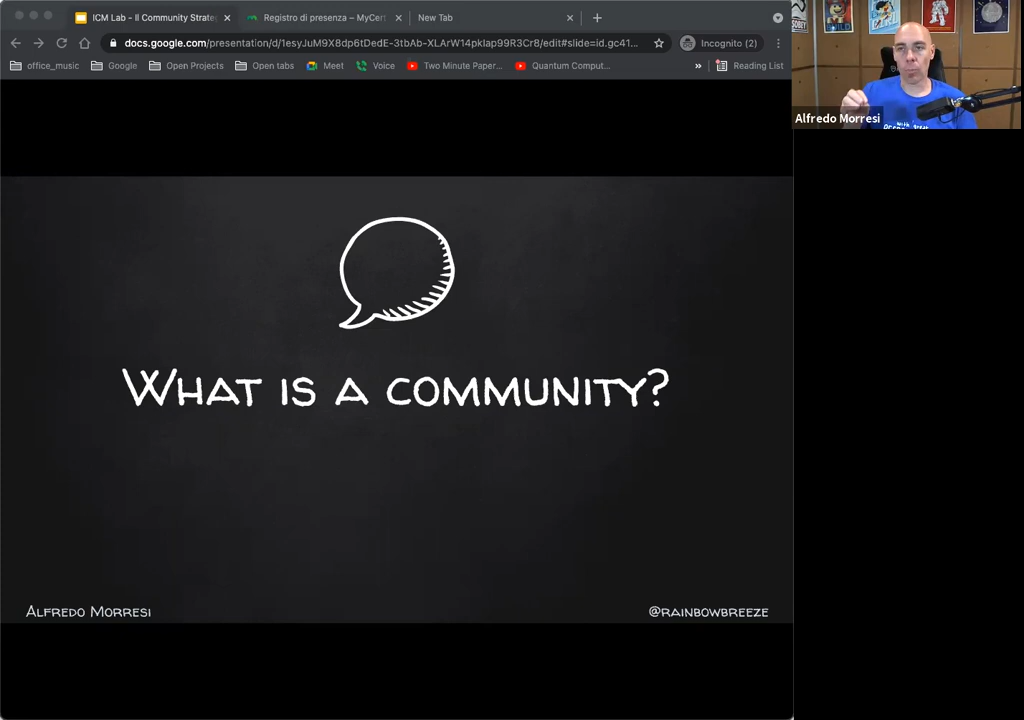 ICM Lab - Il Community Strate
Registro di presenza – MyCert
New Tab
docs.google.com/presentation/d/1esyJuM9X8dp6tDedE-3tbAb-XLArW14pklap99R3Cr8/edit#slide=id.gc41...
Incognito (2)
office_music
Google
Open Projects
Open tabs
Meet
Voice
Two Minute Paper...
Quantum Comput...
»
Reading List
Alfredo Morresi
What is a community?
Alfredo Morresi
@rainbowbreeze